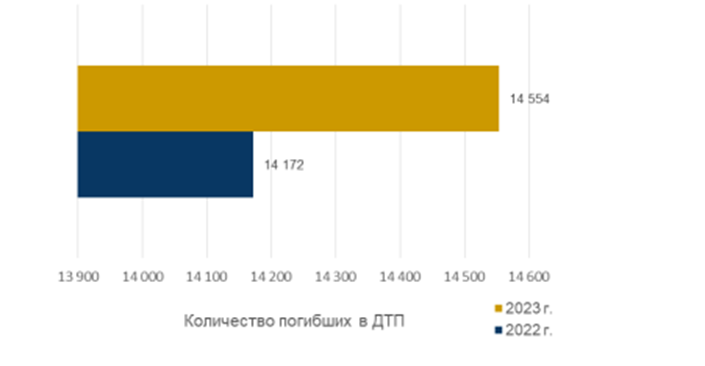 14 554
14 172
13 900 14 000 14 100 14 200 14 300 14 400 14 500 14 600
Количество погибших в ДТП
2023 г.
2022 г.